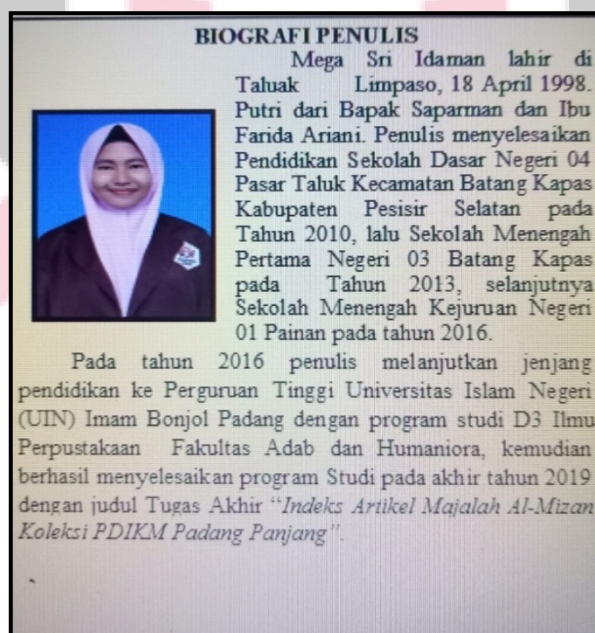 BIOGRAFI PENULIS
Mega Sri Idaman lahir di
Taluak Limpaso, 18 April 1998.
Putri dari Bapak Saparman dan Ibu
Farida Ariani. Penulis menyelesaikan
Pendidikan Sekolah Dasar Negeri 04
Pasar Taluk Kecamatan Batang Kapas
Kabupaten Pesisir Selatan pada
Tahun 2010, lalu Sekolah Menengah
Pertama Negeri 03 Batang Kapas
pada Tahun 2013, selanjutnya
Sekolah Menengah Kejuruan Negeri
01 Painan pada tahun 2016.
Pada tahun 2016 penulis melanjutkan jenjang
pendidikan ke Perguruan Tinggi Universitas Islam Negeri
(UIN) Imam Bonjol Padang dengan program studi D3 Ilmu
Perpustakaan Fakultas Adab dan Humaniora, kemudian
berhasil menyelesaikan program Studi pada akhir tahun 2019
dengan judul Tugas Akhir “Indeks Artikel Majalah Al-Mizan
Koleksi PDIKM Padang Panjang”.